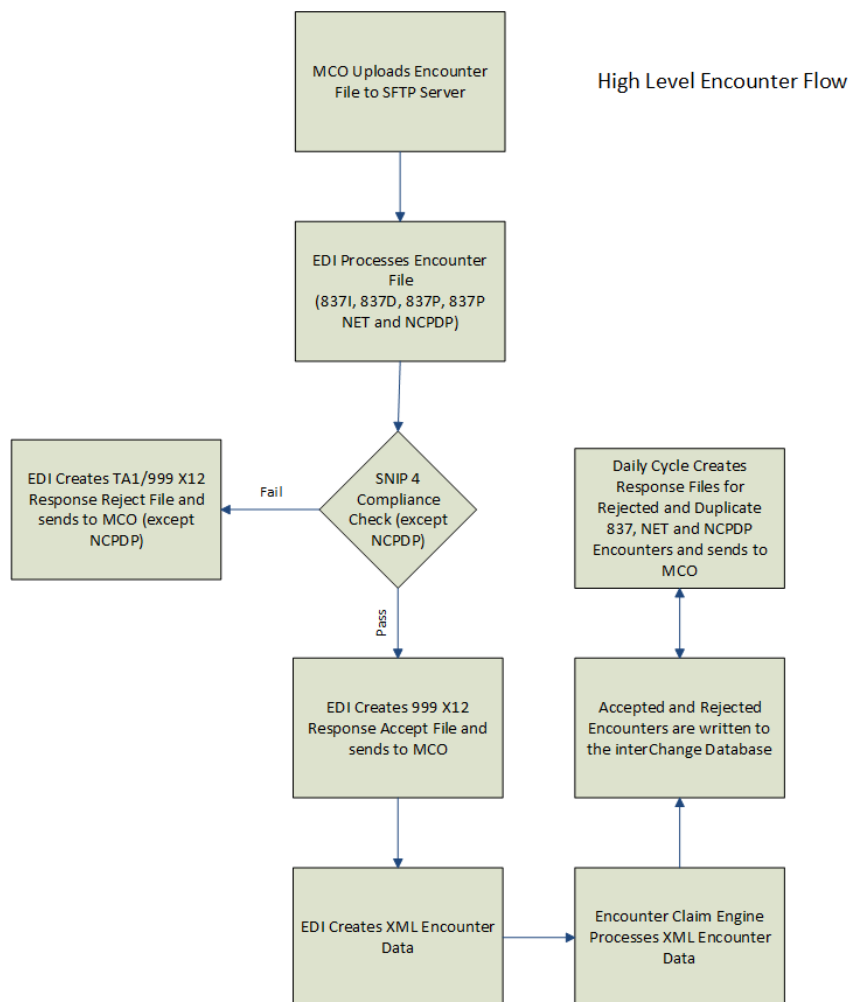 High Level Encounter Flow
MCO Uploads Encounter
File to SFTP Server
EDI Processes Encounter
File
(837I, 837D, 837P, 837P
NET and NCPDP)
SNIP 4
Compliance
Check (except
NCPDP)
Fail
EDI Creates TA1/999 X12
Response Reject File and
sends to MCO (except
NCPDP)
Pass
EDI Creates 999 X12
Response Accept File and
sends to MCO
EDI Creates XML Encounter
Data
Encounter Claim Engine
Processes XML Encounter
Data
Accepted and Rejected
Encounters are written to
the interChange Database
Daily Cycle Creates
Response Files for
Rejected and Duplicate
837, NET and NCPDP
Encounters and sends to
MCO